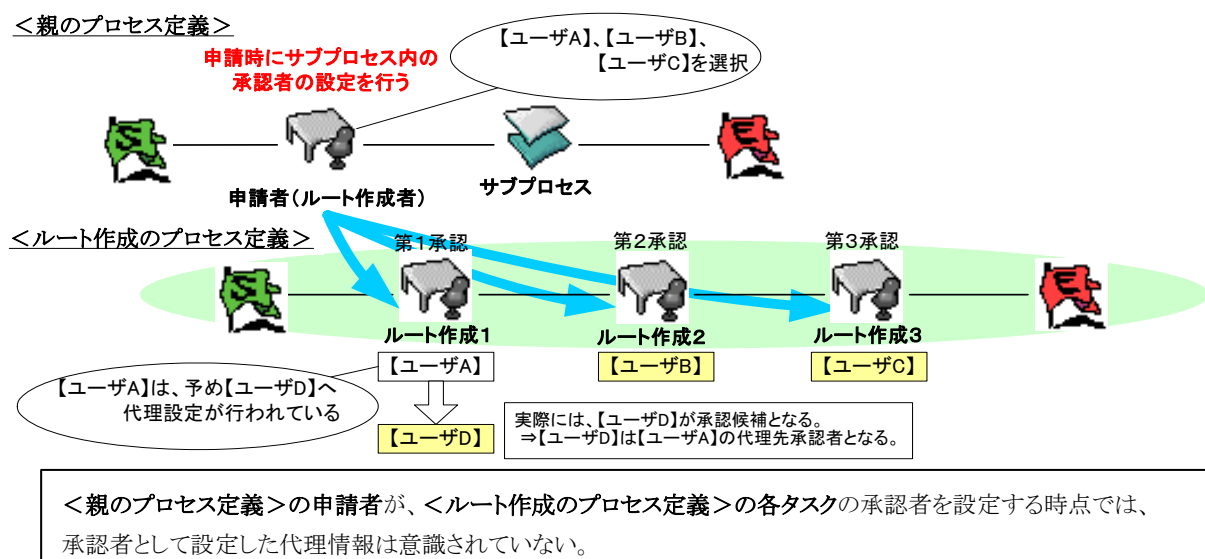 ＜親のプロセス定義＞
申請時にサブプロセス内の
承認者の設定を行う
【ユーザA】、【ユーザB】、
【ユーザC】を選択
S
E
申請者(ルート作成者)
サブプロセス
＜ルート作成のプロセス定義＞
第1承認
第2承認
第3承認
S
E
ルート作成1
ルート作成2
ルート作成3
【ユーザA】
【ユーザB】
【ユーザC】
【ユーザA】は、予め【ユーザD】へ
代理設定が行われている
【ユーザD】
実際には、【ユーザD】が承認候補となる。
⇒【ユーザD】は【ユーザA】の代理先承認者となる。
＜親のプロセス定義＞の申請者が、＜ルート作成のプロセス定義＞の各タスクの承認者を設定する時点では、
承認者として設定した代理情報は意識されていない。